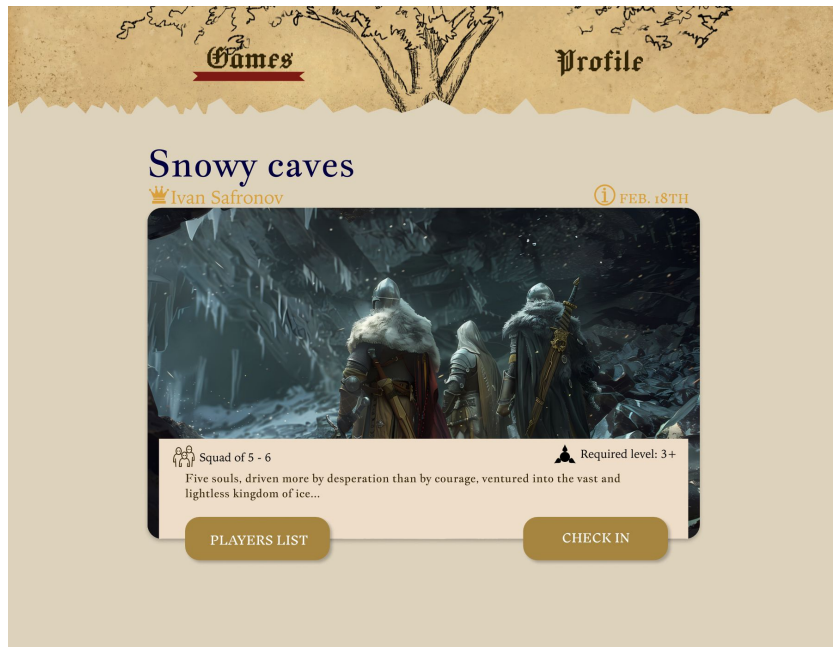 Games
Profile
Snowy caves
Ivan Safronov
FEB. 18TH
Squad of 5 - 6
Required level: 3+
Five souls, driven more by desperation than by courage, ventured into the vast and
lightless kingdom of ice...
PLAYERS LIST
CHECK IN